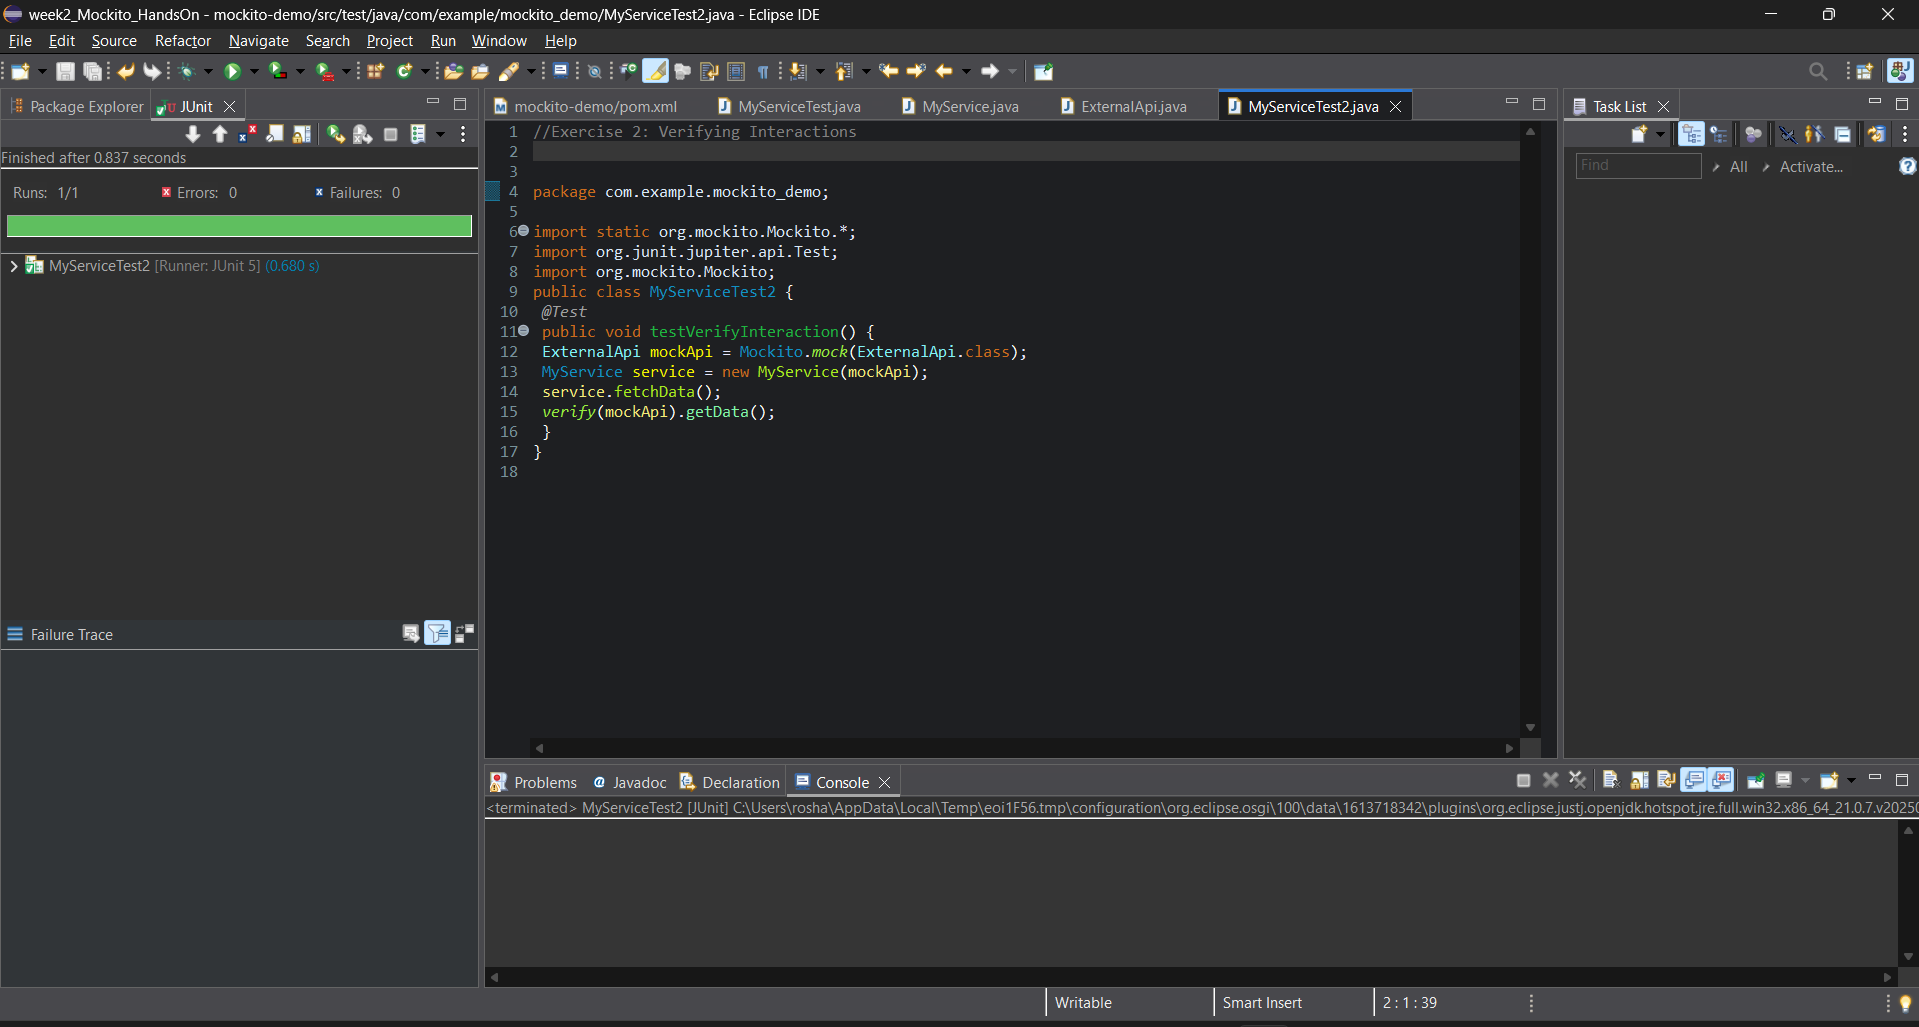 week2_Mockito_HandsOn - mockito-demo/src/test/java/com/example/mockito_demo/MyServiceTest2.java - Eclipse IDE
File Edit Source Refactor Navigate Search Project Run Window Help
Package Explorer JUnit
Finished after 0.837 seconds
Runs: 1/1 Errors: 0 Failures: 0
MyServiceTest2 [Runner: JUnit 5] (0.680 s)
Failure Trace
mockito-demo/pom.xml MyServiceTest.java MyService.java ExternalApi.java MyServiceTest2.java
1 //Exercise 2: Verifying Interactions
2
3
4 package com.example.mockito_demo;
5
6 import static org.mockito.Mockito.*;
7 import org.junit.jupiter.api.Test;
8 import org.mockito.Mockito;
9 public class MyServiceTest2 {
10 @Test
11 public void testVerifyInteraction() {
12 ExternalApi mockApi = Mockito.mock(ExternalApi.class);
13 MyService service = new MyService(mockApi);
14 service.fetchData();
15 verify(mockApi).getData();
16 }
17 }
18
Task List
Find All Activate...
Problems Javadoc Declaration Console
<terminated> MyServiceTest2 [JUnit] C:\Users\rosha\AppData\Local\Temp\eoi1F56.tmp\configuration\org.eclipse.osgi\100\data\1613718342\plugins\org.eclipse.justj.openjdk.hotspot.jre.full.win32.x86_64_21.0.7.v20250
Writable Smart Insert 2 : 1 : 39